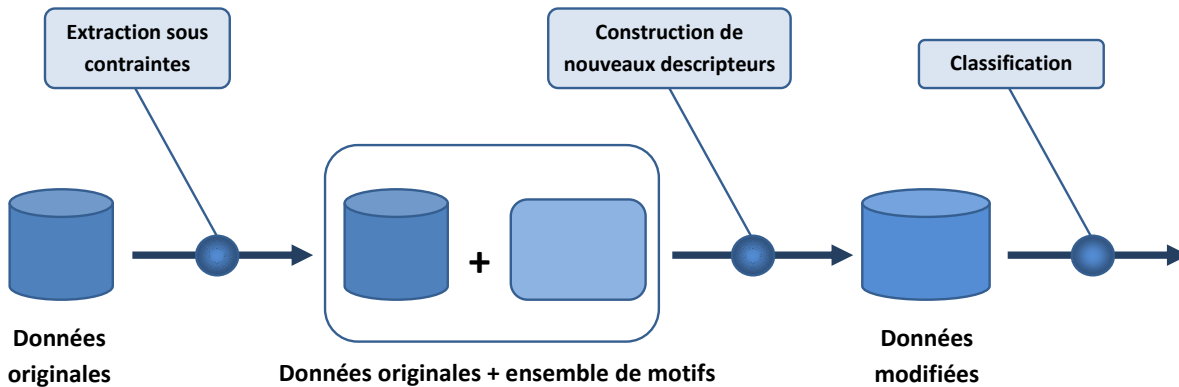 Extraction sous
contraintes
Construction de
nouveaux descripteurs
Classification
+
Données
originales
Données originales + ensemble de motifs
Données
modifiées